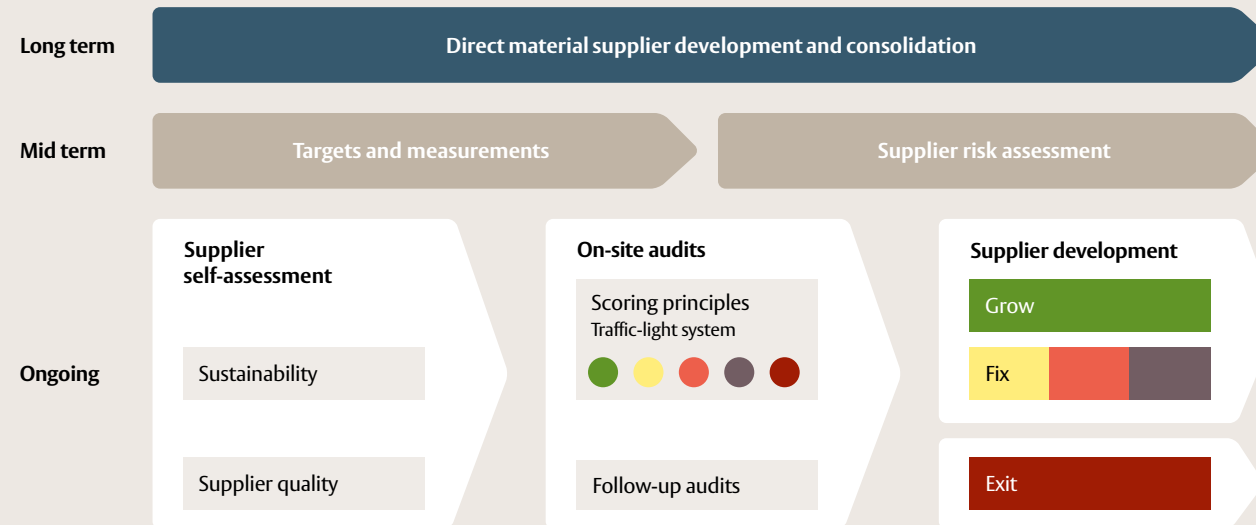 Long term
Direct material supplier development and consolidation
Mid term
Targets and measurements
Supplier risk assessment
Ongoing
Supplier
self-assessment
Sustainability
Supplier quality
On-site audits
Scoring principles
Traffic-light system
Follow-up audits
Supplier development
Grow
Fix
Exit